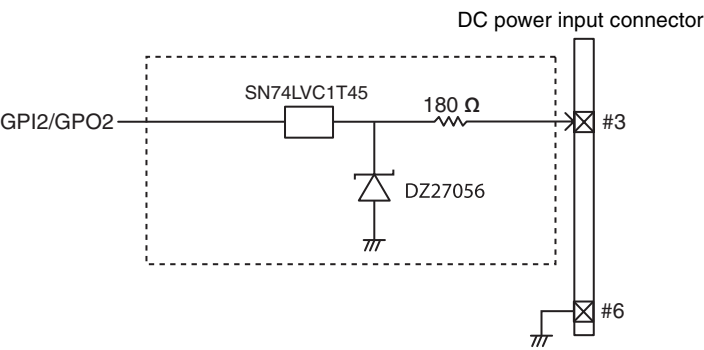 DC power input connector
SN74LVC1T45
180 Ω
GPI2/GPO2
#3
DZ27056
#6